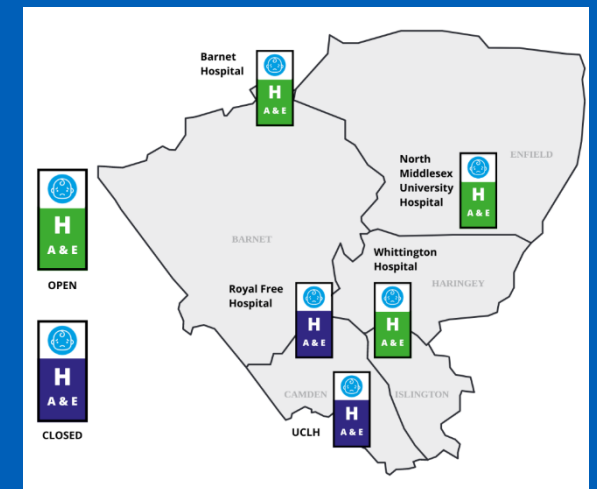 Barnet
Hospital
H
A & E
North
Middlesex
University
Hospital
ENFIELD
H
A & E
H
A & E
OPEN
BARNET
Whittington
Hospital
HARINGEY
Royal Free
Hospital
H
A & E
H
A & E
H
A & E
CLOSED
CAMDEN
ISLINGTON
UCLH
H
A & E